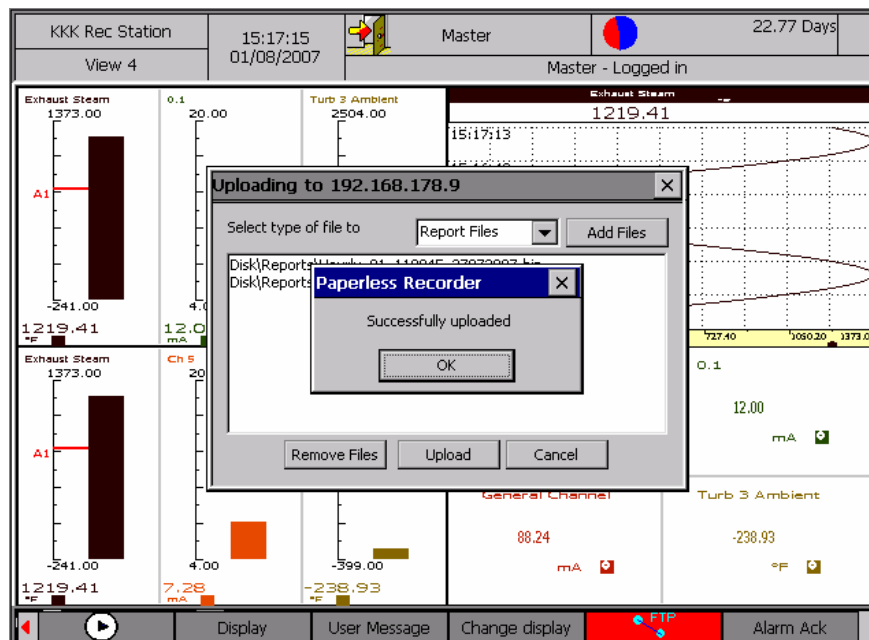 KKK Rec Station
View 4
15:17:15
01/08/2007
Master
22.77 Days
Master - Logged in
Exhaust Steam
1373.00
A1
-241.00
1219.41
°F
0.1
20.00
4.0
12.0
mA
Turb 3 Ambient
2504.00
Exhaust Steam
1219.41
15:17:13
727.40
1050.20
1373.0
Uploading to 192.168.178.9
Select type of file to
Report Files
Add Files
Disk\Reports
Disk\Reports
Paperless Recorder
Successfully uploaded
OK
Remove Files
Upload
Cancel
Exhaust Steam
1373.00
A1
-241.00
1219.41
°F
Ch 5
20
4.00
7.28
mA
-399.00
-238.93
°F
0.1
12.00
mA
General Channel
88.24
mA
Turb 3 Ambient
-238.93
°F
Display
User Message
Change display
FTP
Alarm Ack